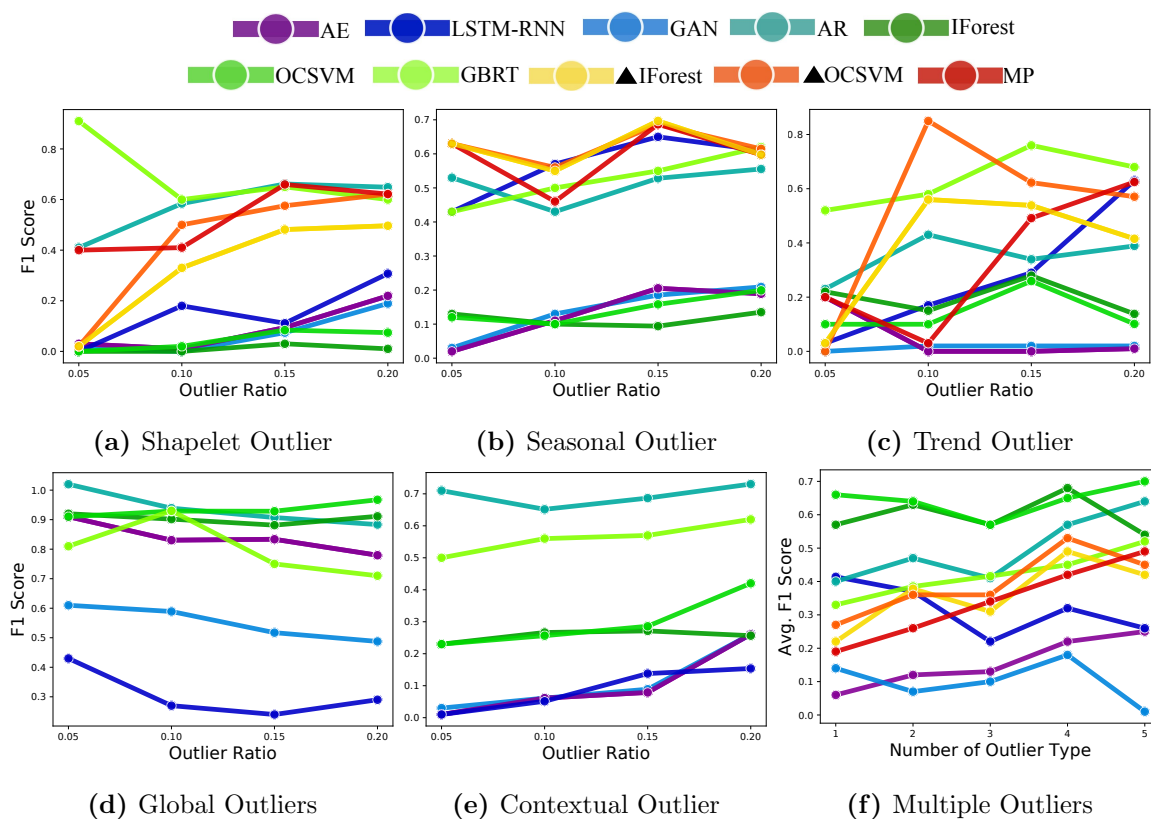 AE LSTM-RNN GAN AR IForest
OCSVM GBRT ▲IForest ▲OCSVM MP
F1 Score
0.8
0.6
0.4
0.2
0.0
0.05 0.10 0.15 0.20
Outlier Ratio
(a) Shapelet Outlier
0.7
0.6
0.5
0.4
0.3
0.2
0.1
0.0
0.05 0.10 0.15 0.20
Outlier Ratio
(b) Seasonal Outlier
0.8
0.6
0.4
0.2
0.0
0.05 0.10 0.15 0.20
Outlier Ratio
(c) Trend Outlier
F1 Score
1.0
0.9
0.8
0.7
0.6
0.5
0.4
0.3
0.05 0.10 0.15 0.20
Outlier Ratio
(d) Global Outliers
0.7
0.6
0.5
0.4
0.3
0.2
0.1
0.0
0.05 0.10 0.15 0.20
Outlier Ratio
(e) Contextual Outlier
Avg. F1 Score
0.7
0.6
0.5
0.4
0.3
0.2
0.1
0.0
1 2 3 4 5
Number of Outlier Type
(f) Multiple Outliers